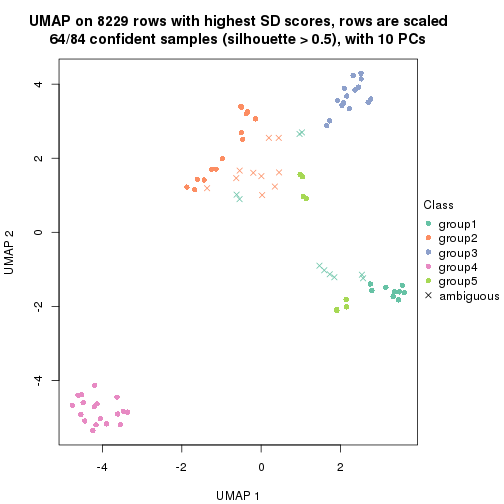 UMAP on 8229 rows with highest SD scores, rows are scaled
64/84 confident samples (silhouette > 0.5), with 10 PCs
4
2
0
-2
-4
UMAP 2
-4
-2
0
2
UMAP 1
Class
group1
group2
group3
group4
group5
ambiguous